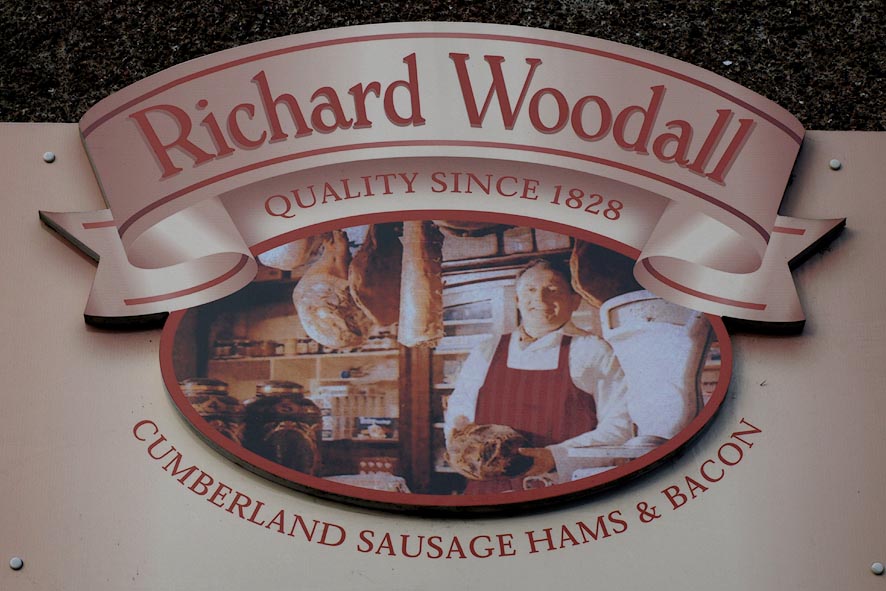 Richard Woodall
QUALITY SINCE 1828
CUMBERLAND SAUSAGE HAMS & BACON